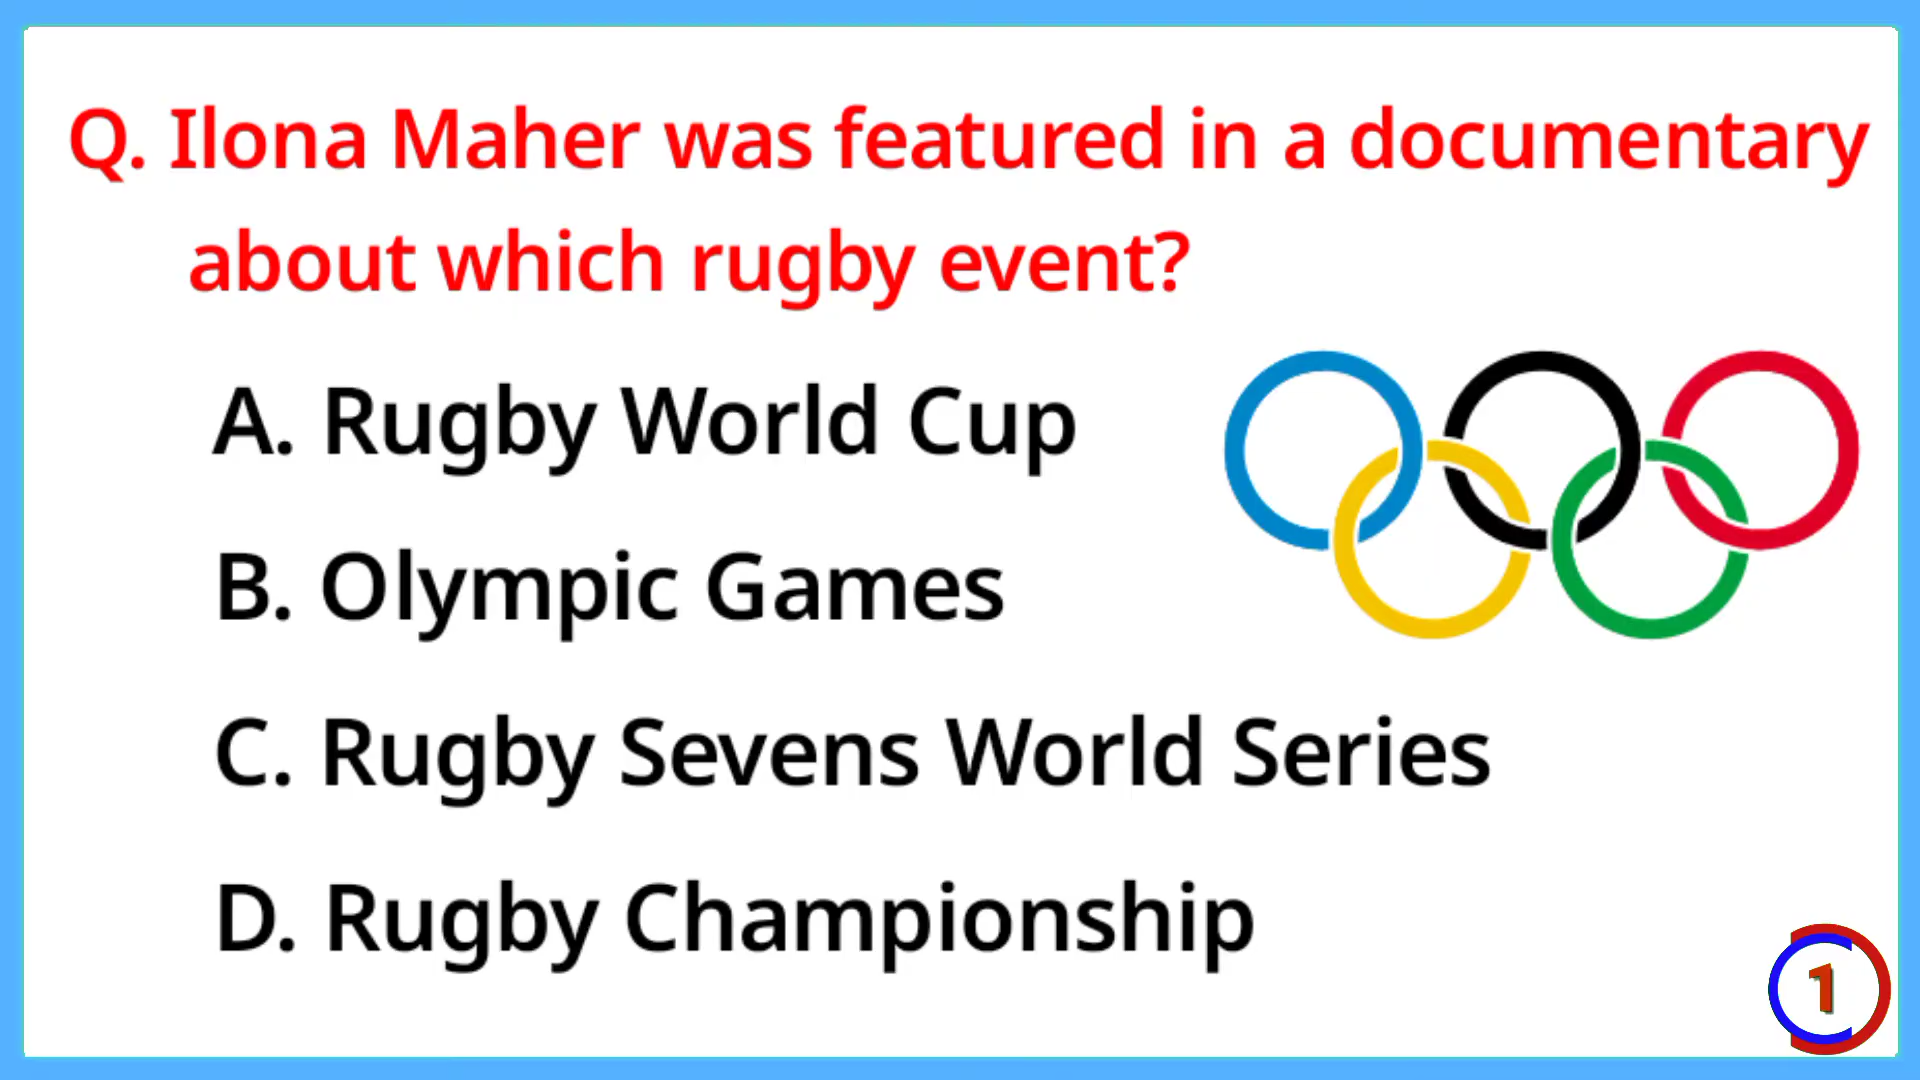 Q. Ilona Maher was featured in a documentary
about which rugby event?
A. Rugby World Cup
B. Olympic Games
C. Rugby Sevens World Series
D. Rugby Championship
1